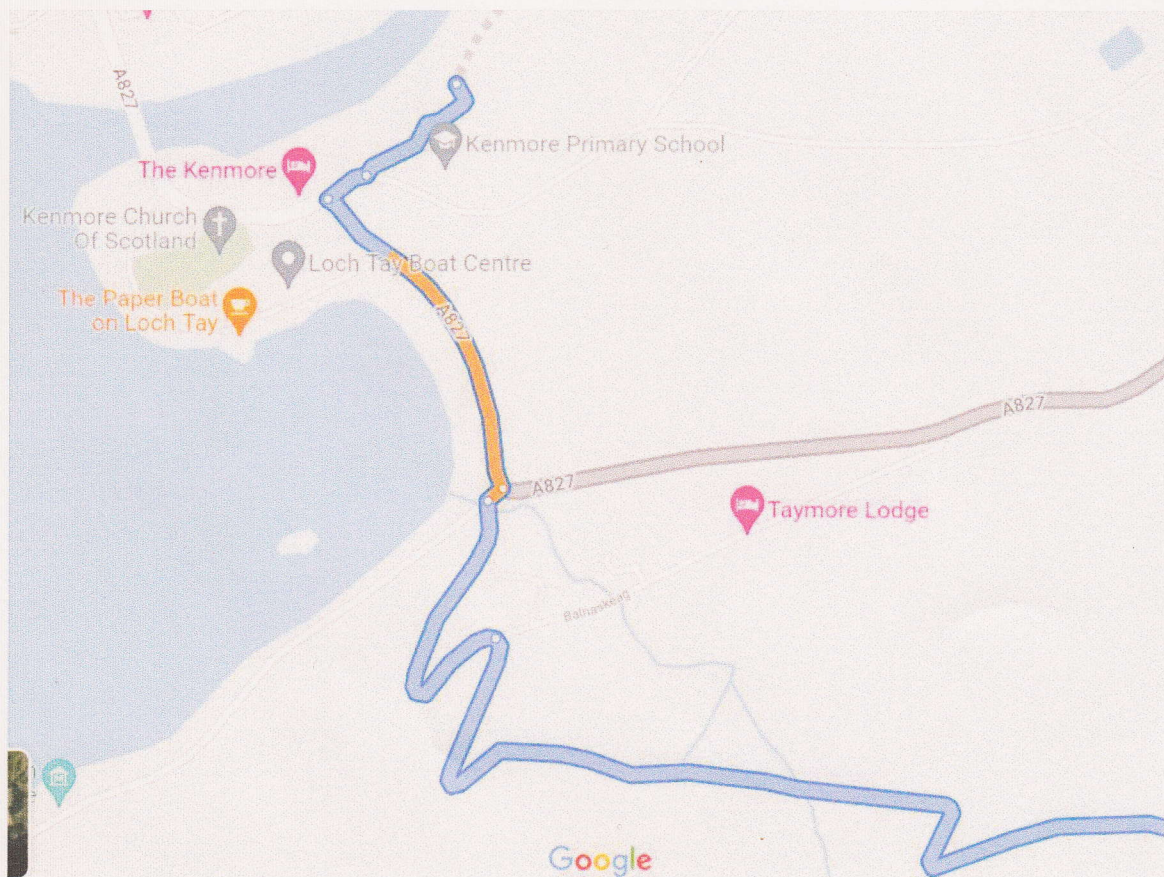 A827
Kenmore Primary School
The Kenmore
Kenmore Church
Of Scotland
Loch Tay Boat Centre
The Paper Boat
on Loch Tay
A827
A827
A827
Taymore Lodge
Balnaskeag
Google